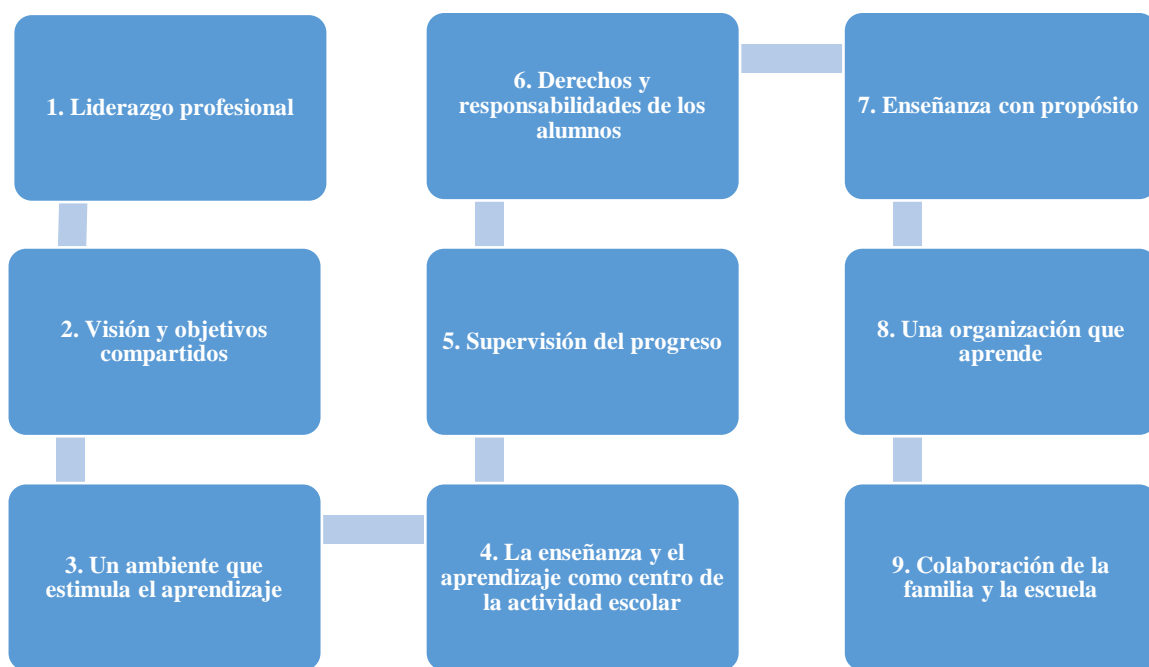 1. Liderazgo profesional
2. Visión y objetivos
compartidos
3. Un ambiente que
estimula el aprendizaje
4. La enseñanza y el
aprendizaje como centro de
la actividad escolar
5. Supervisión del progreso
6. Derechos y
responsabilidades de los
alumnos
7. Enseñanza con propósito
8. Una organización que
aprende
9. Colaboración de la
familia y la escuela